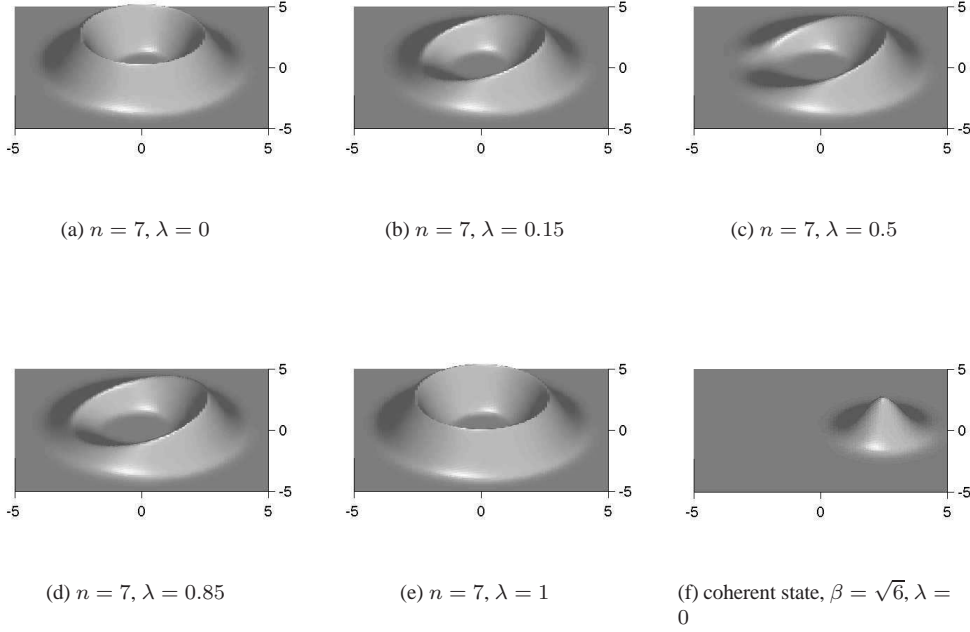 5
0
-5
-5 0 5
(a) n = 7, λ = 0
5
0
-5
-5 0 5
(b) n = 7, λ = 0.15
5
0
-5
-5 0 5
(c) n = 7, λ = 0.5
5
0
-5
-5 0 5
(d) n = 7, λ = 0.85
5
0
-5
-5 0 5
(e) n = 7, λ = 1
5
0
-5
-5 0 5
(f) coherent state, β = √6, λ =
0